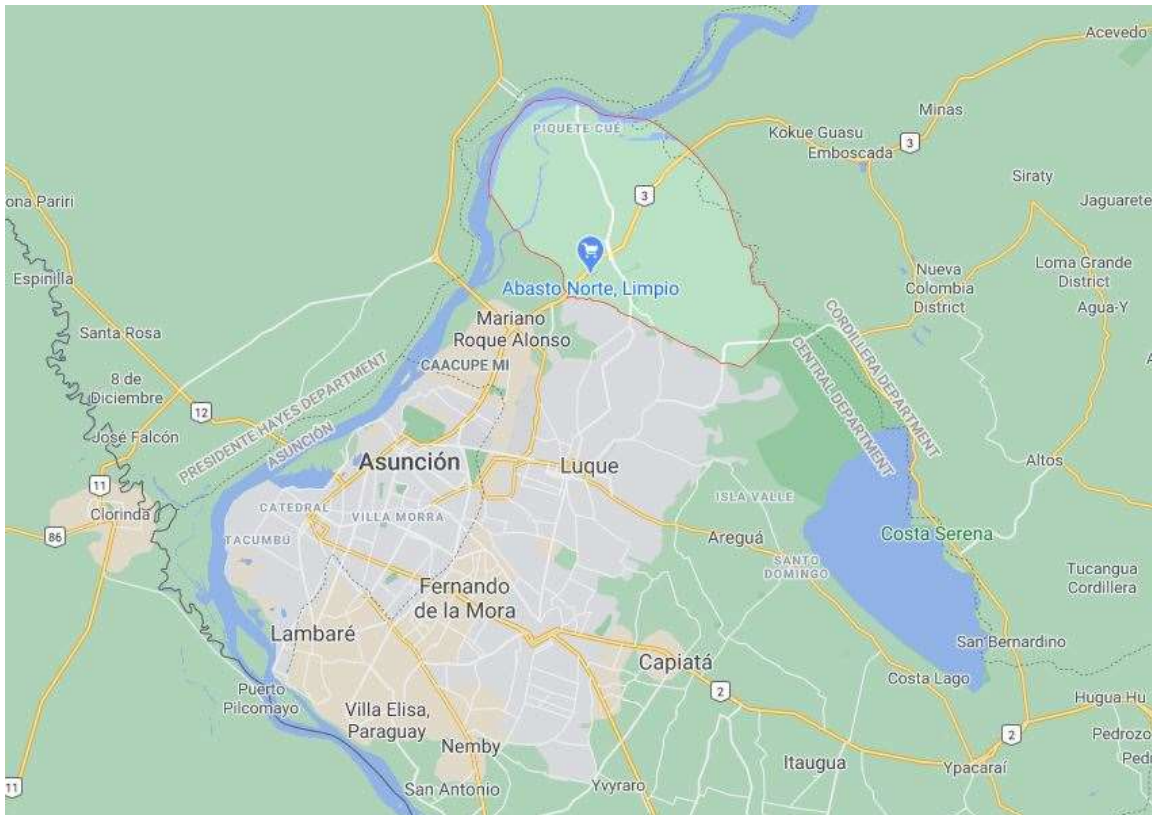 Acevedo
Minas
PIQUETE CUÉ
Kokue Guasu
Emboscada
3
3
Siraty
ona Pariri
Jaguarete
Espinilla
Abasto Norte, Limpio
Nueva
Colombia
District
Loma Grande
District
Agua-Y
Santa Rosa
Mariano
Roque Alonso
CORDILLERA DEPARTMENT
CENTRAL DEPARTMENT
CAACUPE MI
8 de
Diciembre
12
PRESIDENTE HAYES DEPARTMENT
ASUNCIÓN
José Falcón
Asunción
Luque
Altos
11
Clorinda
86
CATEDRAL
VILLA MORRA
ISLA VALLE
TACUMBÚ
Areguá
Costa Serena
SANTO
DOMINGO
Tucangua
Cordillera
Fernando
de la Mora
Lambaré
San Bernardino
Capiatá
Costa Lago
Puerto
Pilcomayo
2
Hugua Hu
Villa Elisa,
Paraguay
2
Pedrozo
Nemby
Itaugua
Ypacaraí
Ped
11
San Antonio
Yvyraro